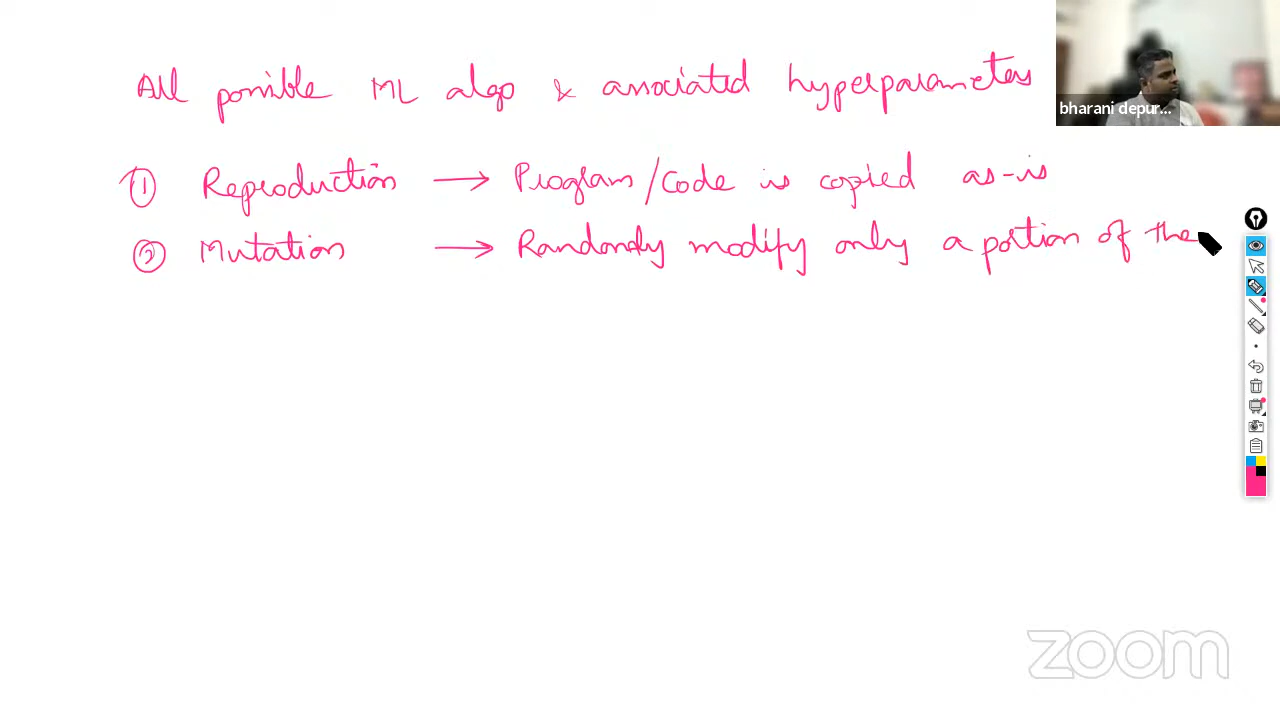 All possible ML algo & associated hyperparameters
bharani depur...
① Reproduction → Program/Code is copied as-is
② Mutation → Randomly modify only a portion of the
zoom